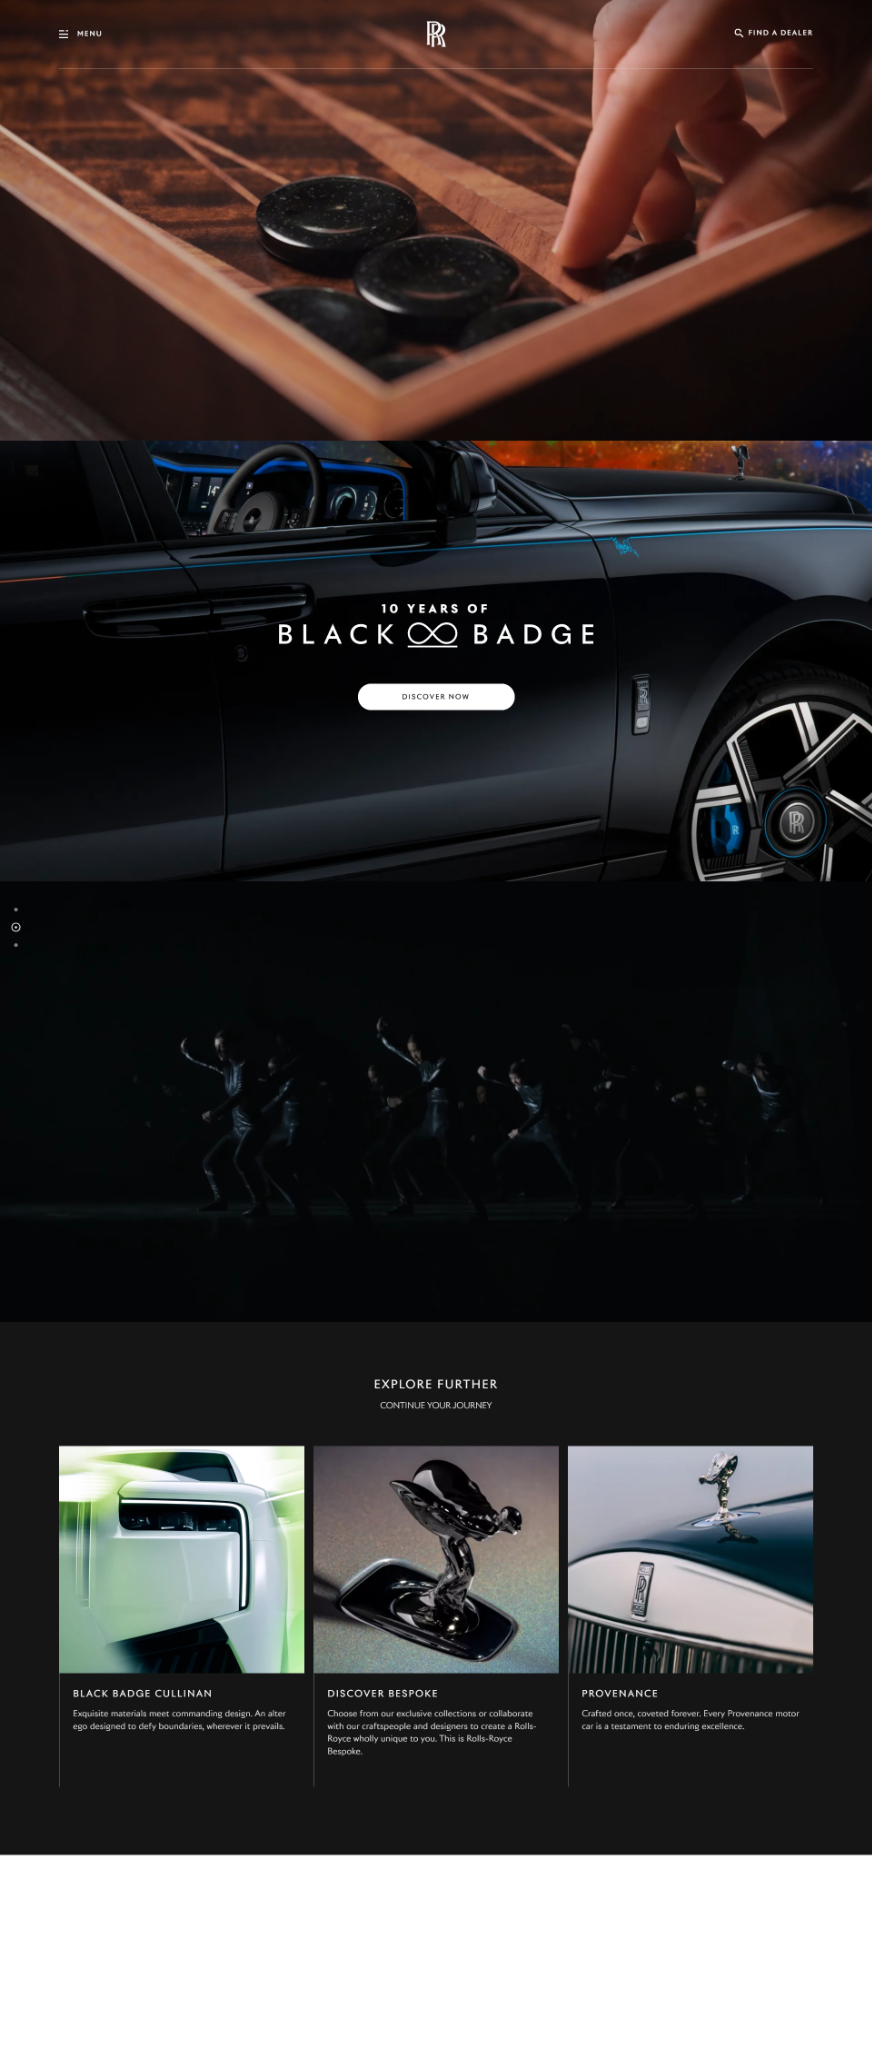 MENU
FIND A DEALER
10 YEARS OF
BLACK BADGE
DISCOVER NOW
EXPLORE FURTHER
CONTINUE YOUR JOURNEY
BLACK BADGE CULLINAN
Exquisite materials meet commanding design. An alter
ego designed to defy boundaries, wherever it prevails.
DISCOVER BESPOKE
Choose from our exclusive collections or collaborate
with our craftspeople and designers to create a Rolls-
Royce wholly unique to you. This is Rolls-Royce
Bespoke.
PROVENANCE
Crafted once, coveted forever. Every Provenance motor
car is a testament to enduring excellence.